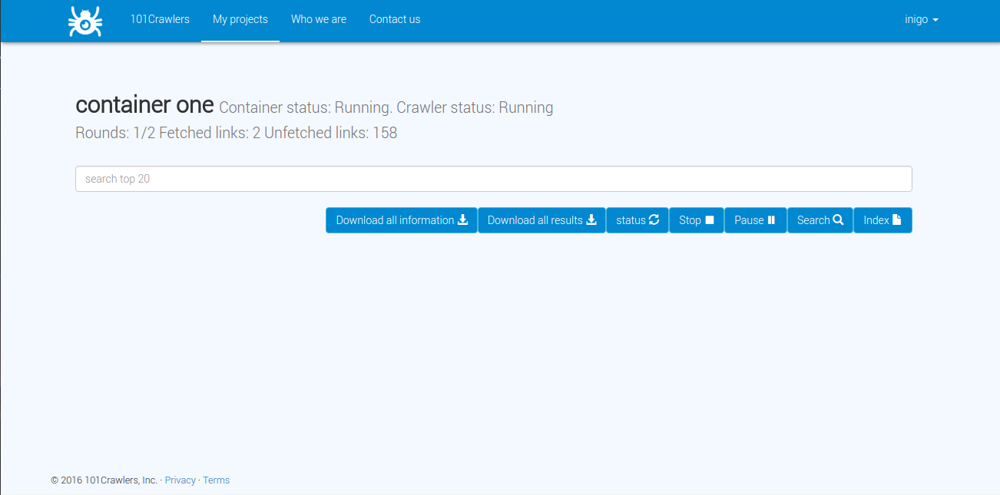 101Crawlers My projects Who we are Contact us inigo
container one Container status: Running. Crawler status: Running
Rounds: 1/2 Fetched links: 2 Unfetched links: 158
search top 20
Download all information Download all results status Stop Pause Search Index
© 2016 101Crawlers, Inc. · Privacy · Terms